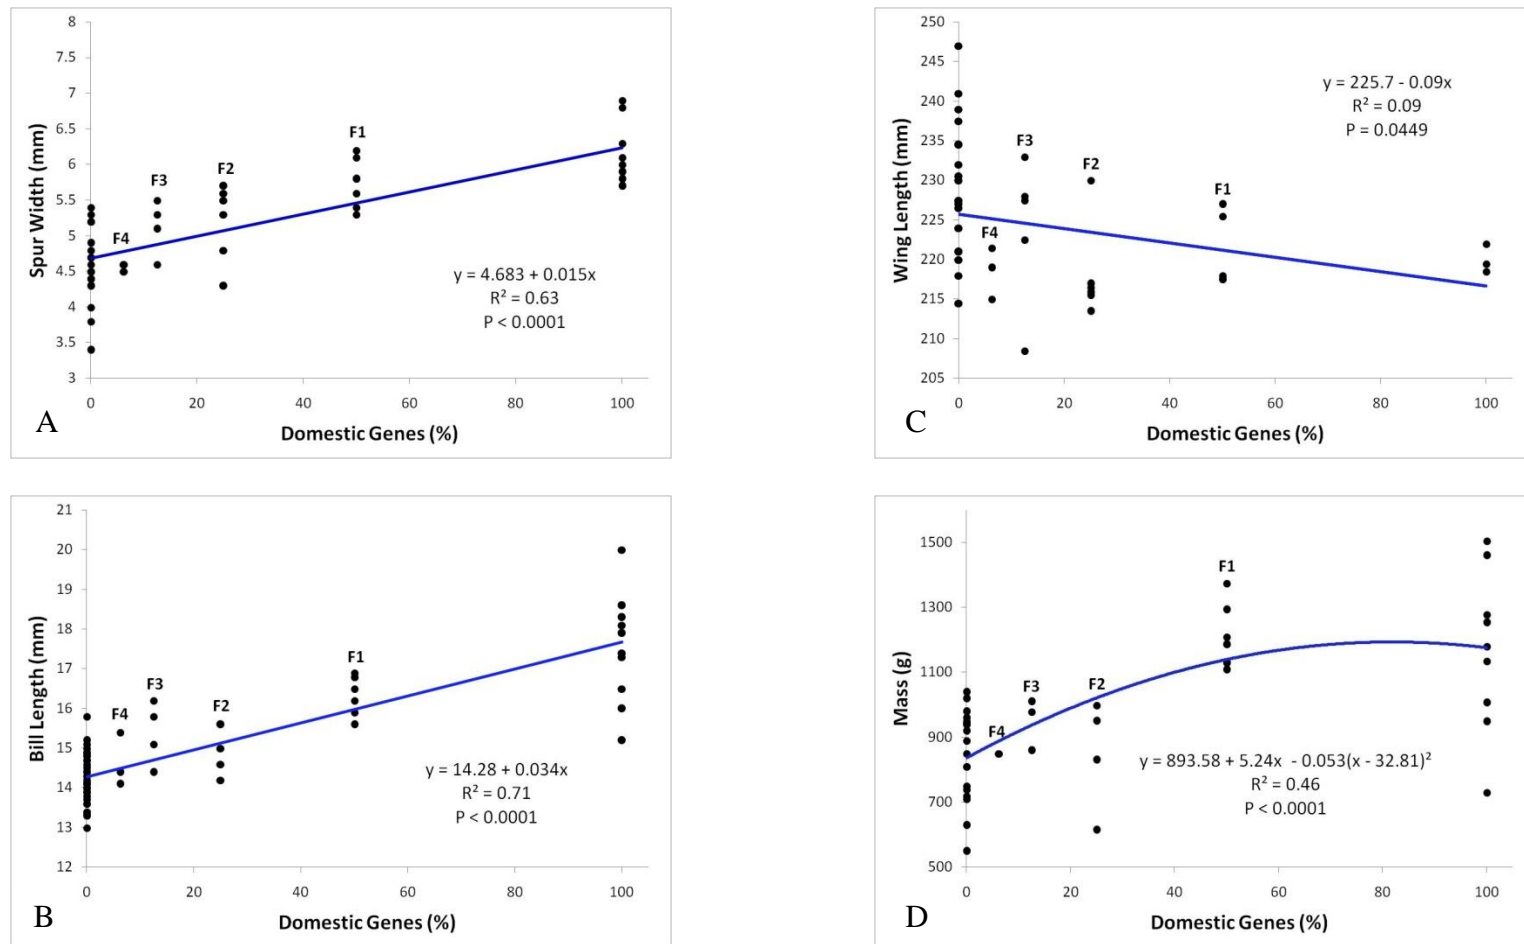 8
7.5
7
6.5
6
5.5
5
4.5
4
3.5
3
Spur Width (mm)
F4
F3
F2
F1
y = 4.683 + 0.015x
R² = 0.63
P < 0.0001
0 20 40 60 80 100
Domestic Genes (%)
A
250
245
240
235
230
225
220
215
210
205
Wing Length (mm)
F4
F3
F2
F1
y = 225.7 - 0.09x
R² = 0.09
P = 0.0449
0 20 40 60 80 100
Domestic Genes (%)
C
21
20
19
18
17
16
15
14
13
12
Bill Length (mm)
F4
F3
F2
F1
y = 14.28 + 0.034x
R² = 0.71
P < 0.0001
0 20 40 60 80 100
Domestic Genes (%)
B
1500
1300
1100
900
700
500
Mass (g)
F4
F3
F2
F1
y = 893.58 + 5.24x - 0.053(x - 32.81)²
R² = 0.46
P < 0.0001
0 20 40 60 80 100
Domestic Genes (%)
D